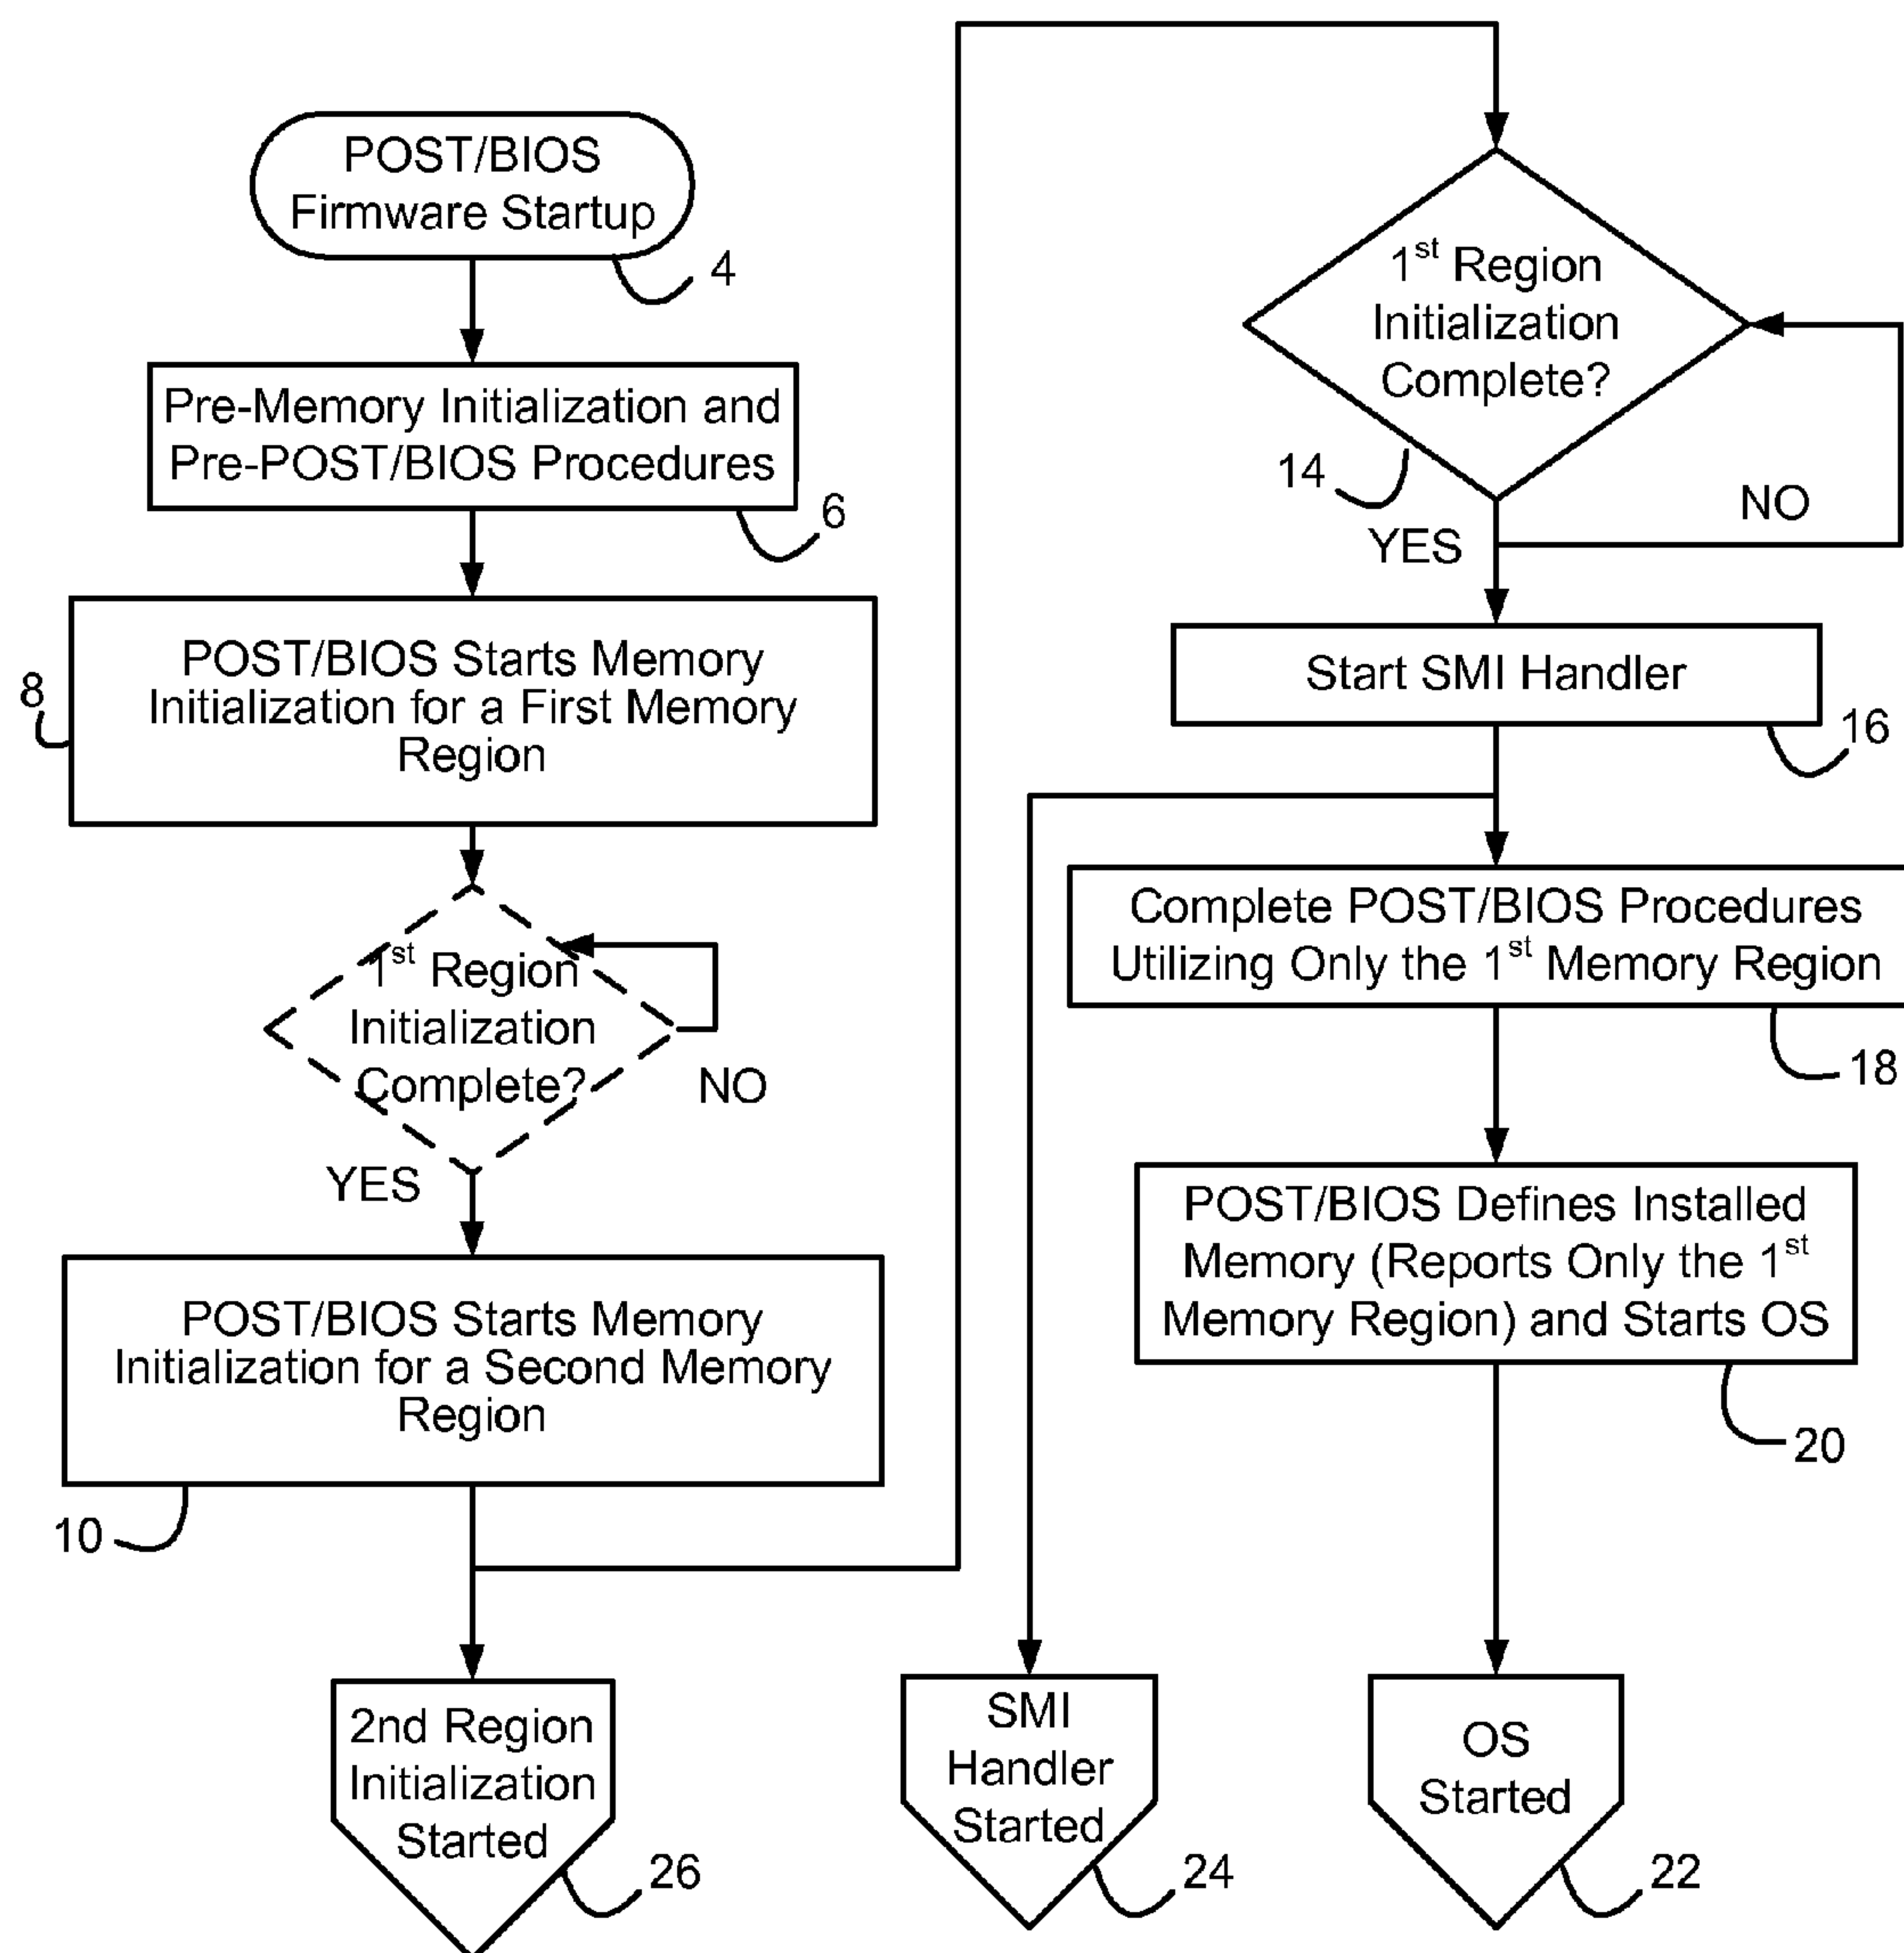 POST/BIOS
Firmware Startup
4
Pre-Memory Initialization and
Pre-POST/BIOS Procedures
6
POST/BIOS Starts Memory
Initialization for a First Memory
Region
8
1st Region
Initialization
Complete?
NO
YES
POST/BIOS Starts Memory
Initialization for a Second Memory
Region
10
2nd Region
Initialization
Started
26
1st Region
Initialization
Complete?
14
NO
YES
Start SMI Handler
16
Complete POST/BIOS Procedures
Utilizing Only the 1st Memory Region
18
POST/BIOS Defines Installed
Memory (Reports Only the 1st
Memory Region) and Starts OS
20
SMI
Handler
Started
24
OS
Started
22